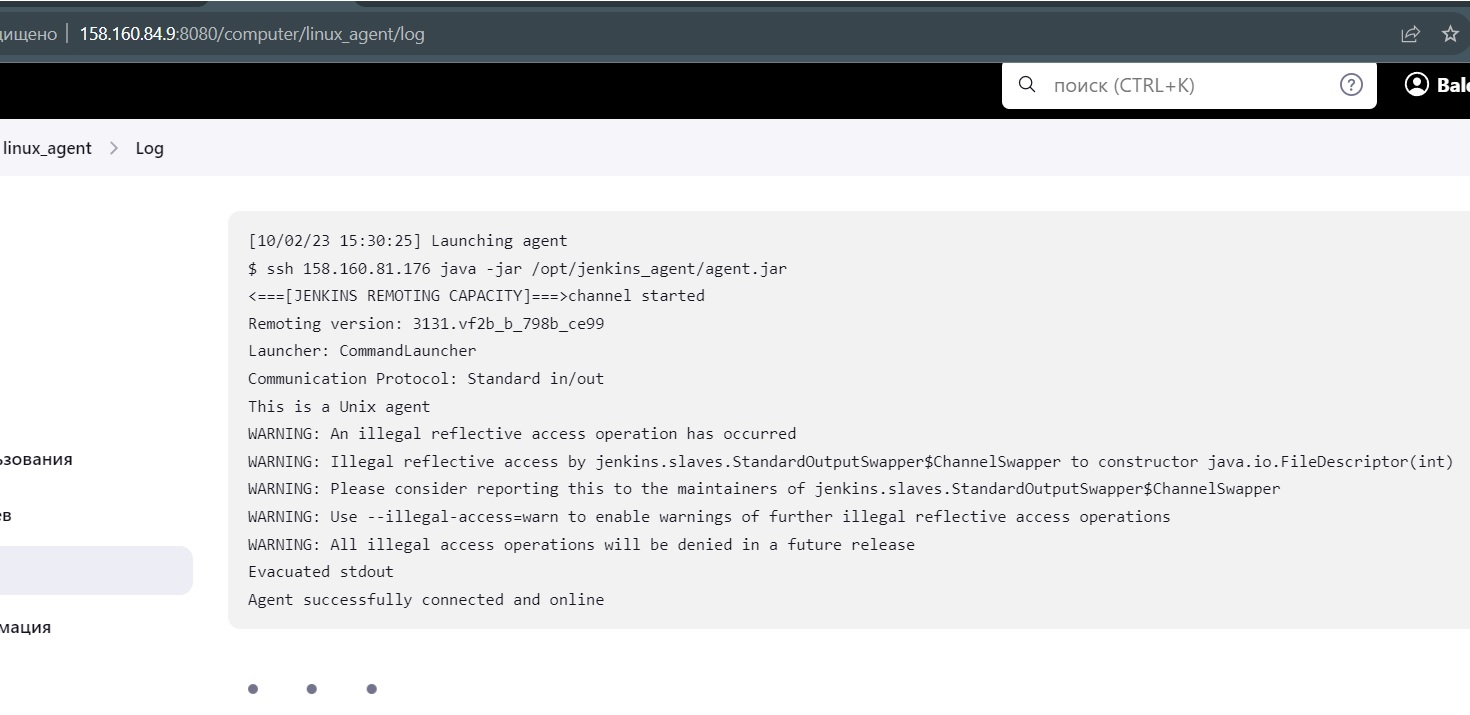 158.160.84.9:8080/computer/linux_agent/log
поиск (CTRL+K)
linux_agent > Log
[10/02/23 15:30:25] Launching agent
$ ssh 158.160.81.176 java -jar /opt/jenkins_agent/agent.jar
<===[JENKINS REMOTING CAPACITY]===>channel started
Remoting version: 3131.vf2b_b_798b_ce99
Launcher: CommandLauncher
Communication Protocol: Standard in/out
This is a Unix agent
WARNING: An illegal reflective access operation has occurred
WARNING: Illegal reflective access by jenkins.slaves.StandardOutputSwapper$ChannelSwapper to constructor java.io.FileDescriptor(int)
WARNING: Please consider reporting this to the maintainers of jenkins.slaves.StandardOutputSwapper$ChannelSwapper
WARNING: Use --illegal-access=warn to enable warnings of further illegal reflective access operations
WARNING: All illegal access operations will be denied in a future release
Evacuated stdout
Agent successfully connected and online